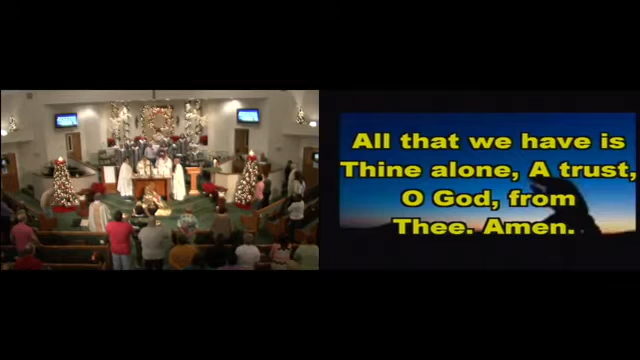 All that we have is
Thine alone, A trust,
O God, from
Thee. Amen.